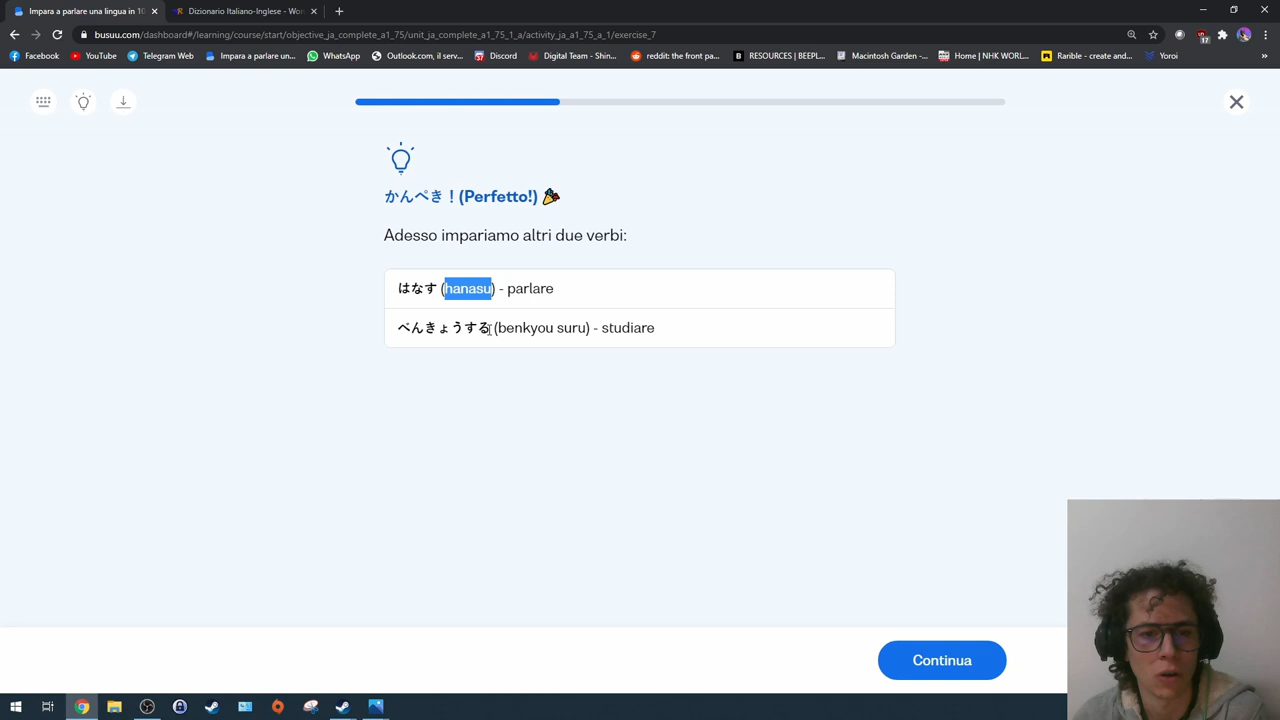 Impara a parlare una lingua in 10
Dizionario Italiano-Inglese - Wor
busuu.com/dashboard#/learning/course/start/objective_ja_complete_a1_75/unit_ja_complete_a1_75_1_a/activity_ja_a1_75_a_1/exercise_7
17
Facebook
YouTube
Telegram Web
Impara a parlare un...
WhatsApp
Outlook.com, il serv...
Discord
Digital Team - Shin...
reddit: the front pa...
RESOURCES | BEEPL...
Macintosh Garden -...
Home | NHK WORL...
Rarible - create and...
Yoroi
»
かんぺき！(Perfetto!)
Adesso impariamo altri due verbi:
はなす (hanasu) - parlare
べんきょうする (benkyou suru) - studiare
Continua